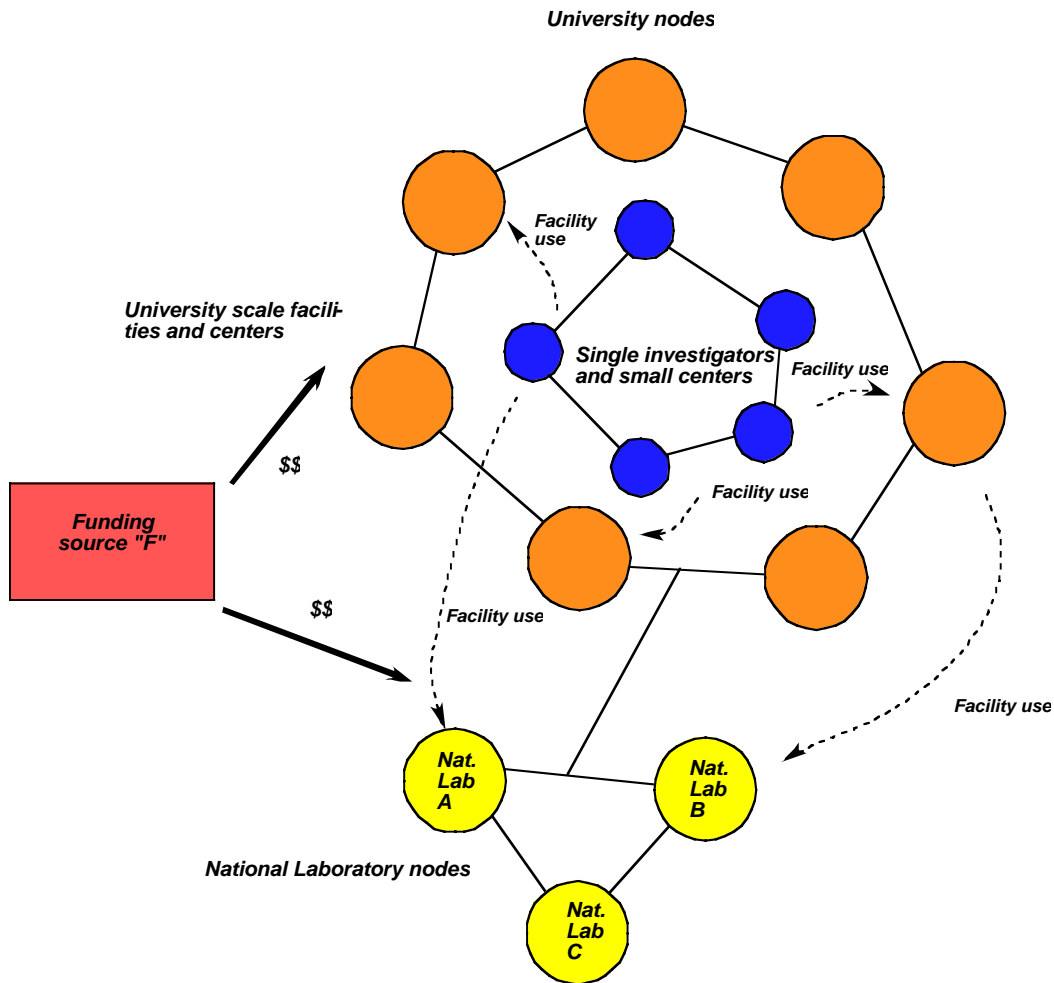 University nodes
Facility
use
University scale facili-
ties and centers
Single investigators
and small centers
Facility use
$$
Facility use
Funding
source "F"
$$
Facility use
Facility use
Nat.
Lab
A
Nat.
Lab
B
National Laboratory nodes
Nat.
Lab
C